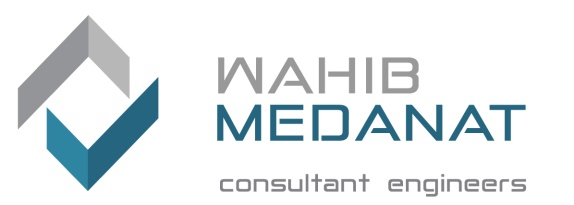 WAHIB
MEDANAT
consultant engineers